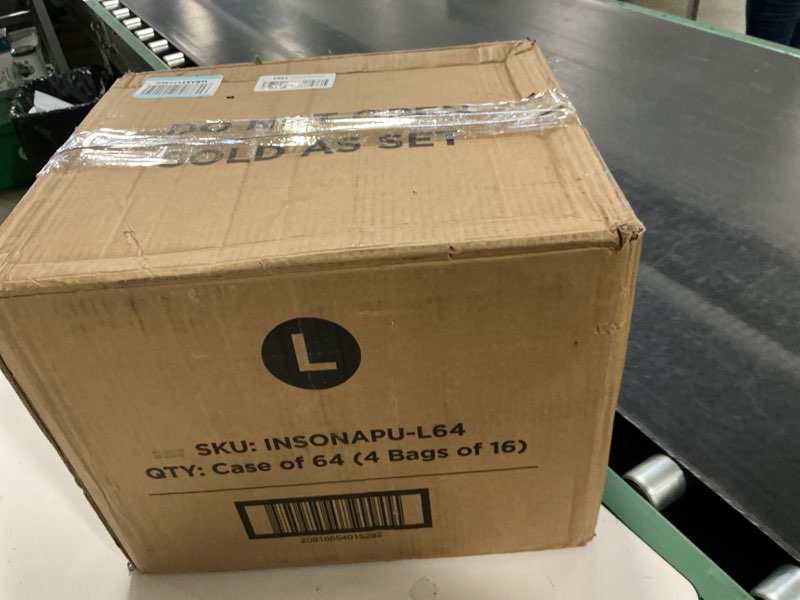 DO NOT OPEN
SOLD AS SET
L
SKU: INSONAPU-L64
QTY: Case of 64 (4 Bags of 16)